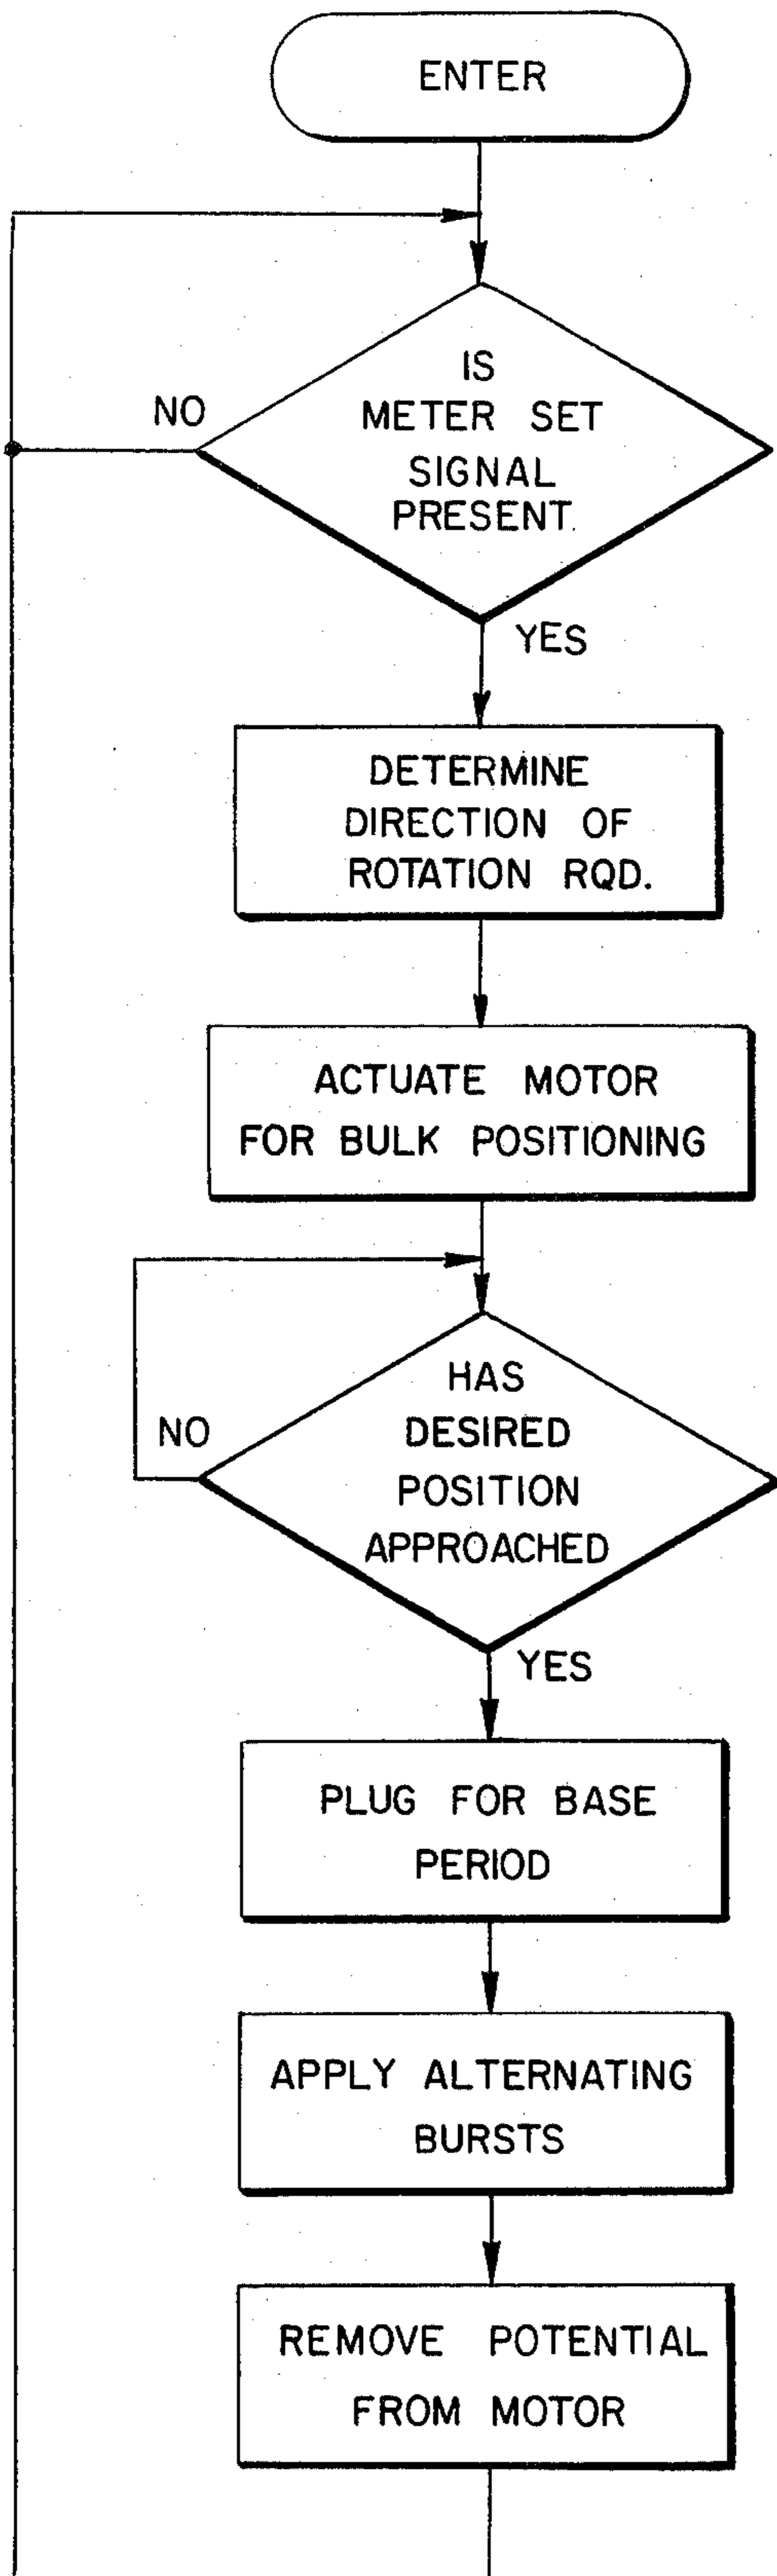 ENTER
IS
METER SET
SIGNAL
PRESENT
NO
YES
DETERMINE
DIRECTION OF
ROTATION RQD.
ACTUATE MOTOR
FOR BULK POSITIONING
HAS
DESIRED
POSITION
APPROACHED
NO
YES
PLUG FOR BASE
PERIOD
APPLY ALTERNATING
BURSTS
REMOVE POTENTIAL
FROM MOTOR